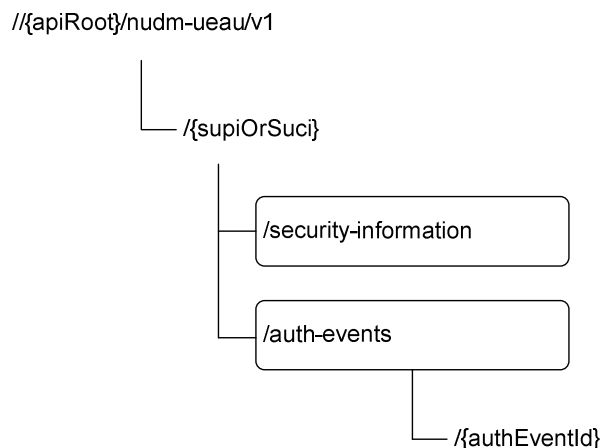 //{apiRoot}/nudm-ueau/v1
/{supiOrSuci}
/security-information
/auth-events
/{authEventId}